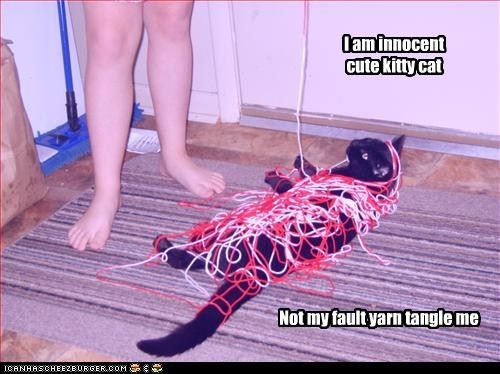 I am innocent
cute kitty cat
Not my fault yarn tangle me
ICANHASCHEEZBURGER.COM